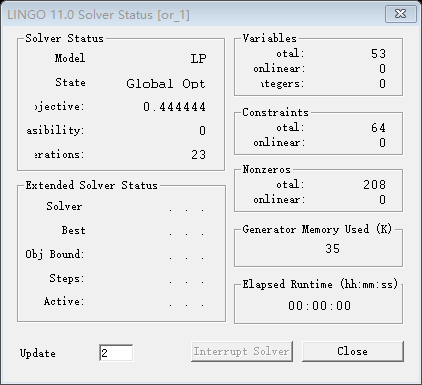 LINGO 11.0 Solver Status [or_1]
Solver Status
Model LP
State Global Opt
jective: 0.444444
asibility: 0
erations: 23
Extended Solver Status
Solver . . .
Best . . .
Obj Bound: . . .
Steps: . . .
Active: . . .
Variables
otal: 53
onlinear: 0
ntegers: 0
Constraints
otal: 64
onlinear: 0
Nonzeros
otal: 208
onlinear: 0
Generator Memory Used (K)
35
Elapsed Runtime (hh:mm:ss)
00:00:00
Update 2
Interrupt Solver
Close